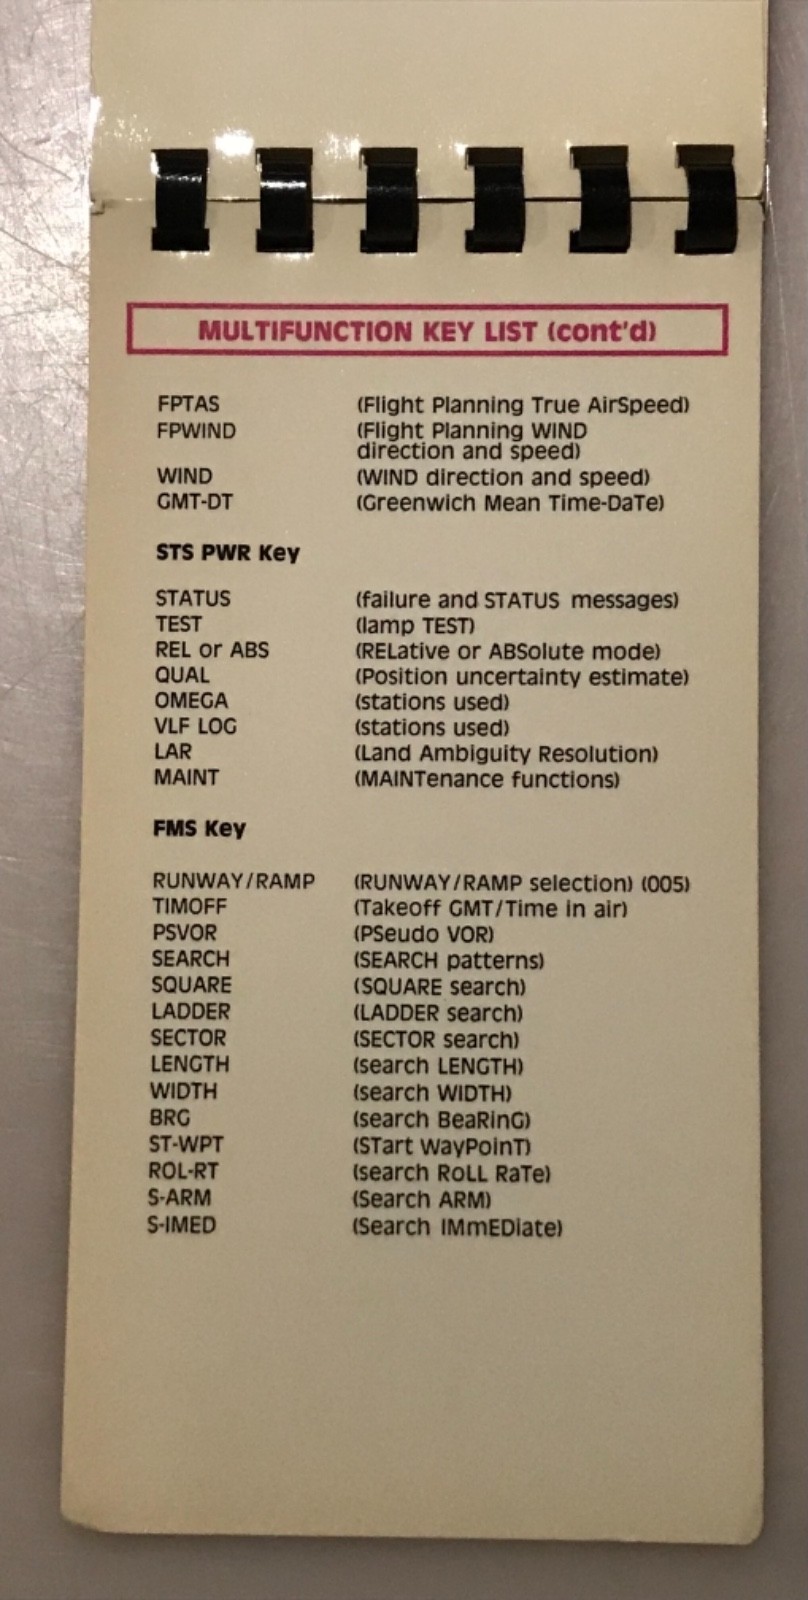 MULTIFUNCTION KEY LIST (cont'd)
FPTAS (Flight Planning True AirSpeed)
FPWIND (Flight Planning WIND
direction and speed)
WIND (WIND direction and speed)
GMT-DT (Greenwich Mean Time-DaTe)
STS PWR Key
STATUS (failure and STATUS messages)
TEST (lamp TEST)
REL or ABS (RELative or ABSolute mode)
QUAL (Position uncertainty estimate)
OMEGA (stations used)
VLF LOG (stations used)
LAR (Land Ambiguity Resolution)
MAINT (MAINTenance functions)
FMS Key
RUNWAY/RAMP (RUNWAY/RAMP selection) (005)
TIMOFF (Takeoff GMT/Time in air)
PSVOR (PSeudo VOR)
SEARCH (SEARCH patterns)
SQUARE (SQUARE search)
LADDER (LADDER search)
SECTOR (SECTOR search)
LENGTH (search LENGTH)
WIDTH (search WIDTH)
BRG (search BeaRinG)
ST-WPT (STart WayPoinT)
ROL-RT (search RoLL RaTe)
S-ARM (Search ARM)
S-IMED (Search IMmEDiate)